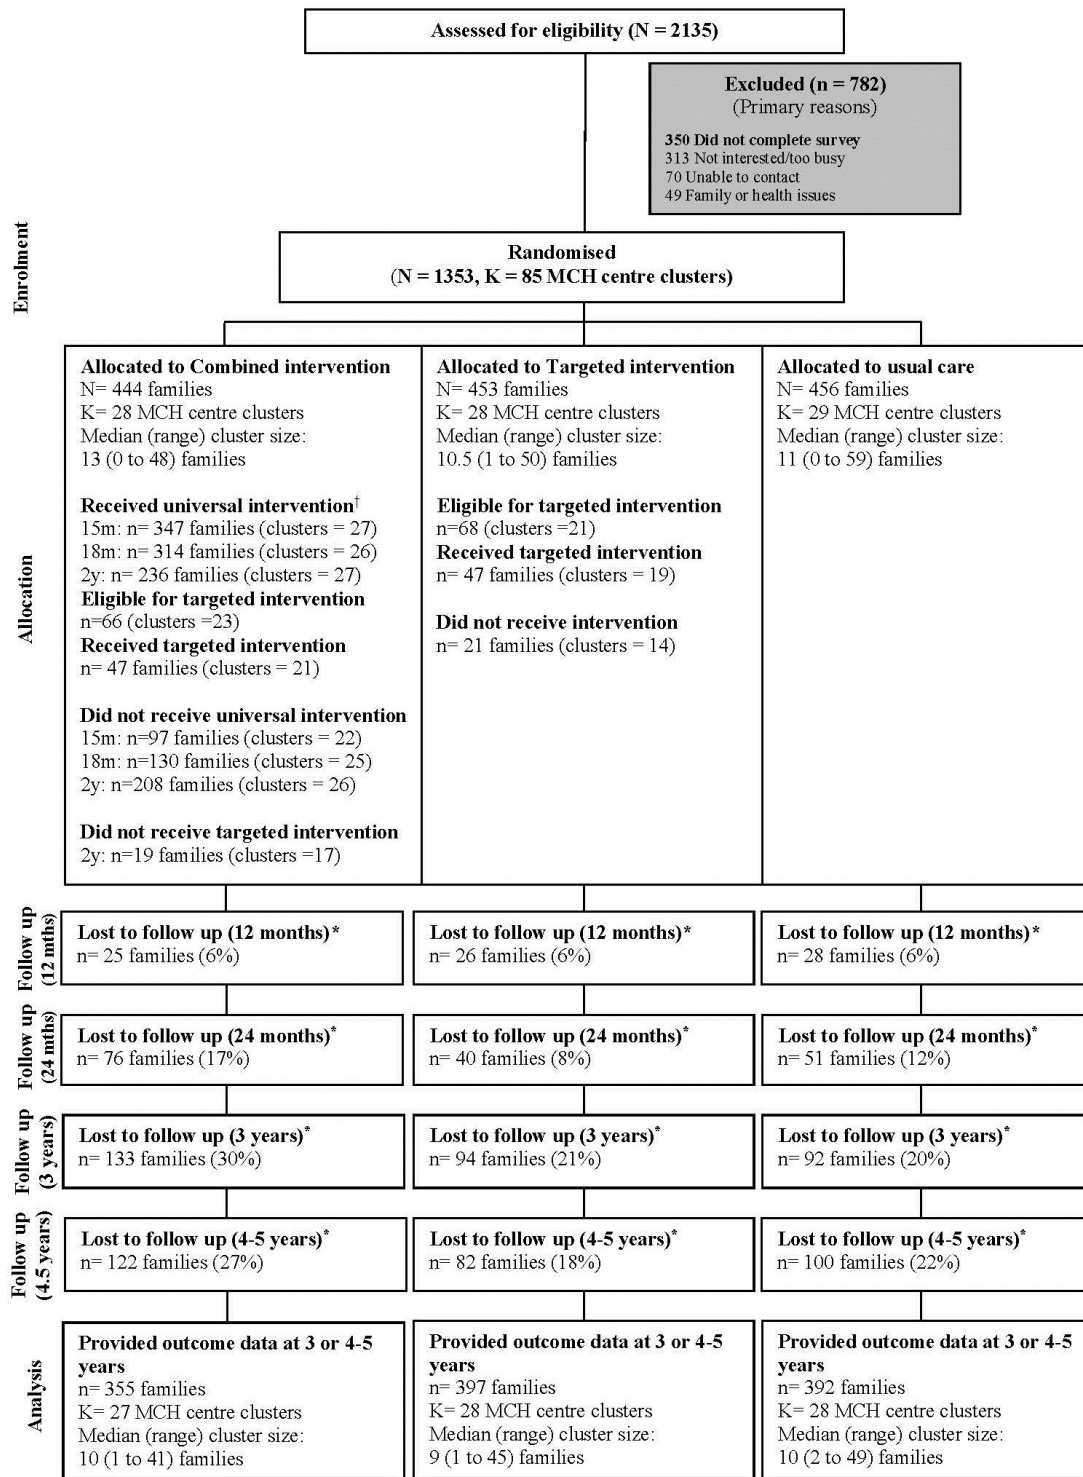 Assessed for eligibility (N = 2135)
Excluded (n = 782)
(Primary reasons)
350 Did not complete survey
313 Not interested/too busy
70 Unable to contact
49 Family or health issues
Enrolment
Randomised
(N = 1353, K = 85 MCH centre clusters)
Allocation
Allocated to Combined intervention
N= 444 families
K= 28 MCH centre clusters
Median (range) cluster size:
13 (0 to 48) families
Received universal intervention†
15m: n= 347 families (clusters = 27)
18m: n= 314 families (clusters = 26)
2y: n= 236 families (clusters = 27)
Eligible for targeted intervention
n=66 (clusters =23)
Received targeted intervention
n= 47 families (clusters = 21)
Did not receive universal intervention
15m: n=97 families (clusters = 22)
18m: n=130 families (clusters = 25)
2y: n=208 families (clusters = 26)
Did not receive targeted intervention
2y: n=19 families (clusters =17)
Allocated to Targeted intervention
N= 453 families
K= 28 MCH centre clusters
Median (range) cluster size:
10.5 (1 to 50) families
Eligible for targeted intervention
n=68 (clusters =21)
Received targeted intervention
n= 47 families (clusters = 19)
Did not receive intervention
n= 21 families (clusters = 14)
Allocated to usual care
N= 456 families
K= 29 MCH centre clusters
Median (range) cluster size:
11 (0 to 59) families
Follow up
(12 mths)
Lost to follow up (12 months)*
n= 25 families (6%)
Lost to follow up (12 months)*
n= 26 families (6%)
Lost to follow up (12 months)*
n= 28 families (6%)
Follow up
(24 mths)
Lost to follow up (24 months)*
n= 76 families (17%)
Lost to follow up (24 months)*
n= 40 families (8%)
Lost to follow up (24 months)*
n= 51 families (12%)
Follow up
(3 years)
Lost to follow up (3 years)*
n= 133 families (30%)
Lost to follow up (3 years)*
n= 94 families (21%)
Lost to follow up (3 years)*
n= 92 families (20%)
Follow up
(4.5 years)
Lost to follow up (4-5 years)*
n= 122 families (27%)
Lost to follow up (4-5 years)*
n= 82 families (18%)
Lost to follow up (4-5 years)*
n= 100 families (22%)
Analysis
Provided outcome data at 3 or 4-5
years
n= 355 families
K= 27 MCH centre clusters
Median (range) cluster size:
10 (1 to 41) families
Provided outcome data at 3 or 4-5
years
n= 397 families
K= 28 MCH centre clusters
Median (range) cluster size:
9 (1 to 45) families
Provided outcome data at 3 or 4-5
years
n= 392 families
K= 28 MCH centre clusters
Median (range) cluster size:
10 (2 to 49) families